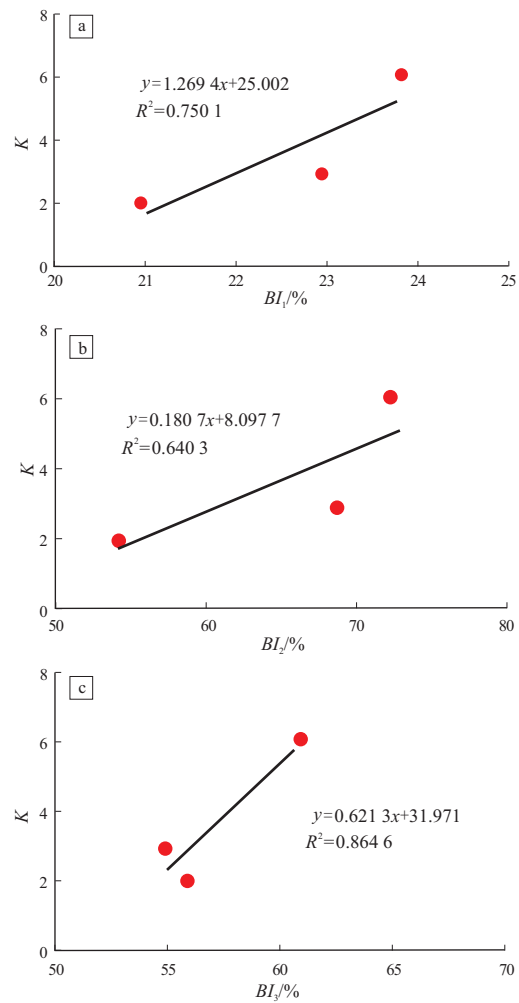 a
8
y=1.269 4x+25.002
R²=0.750 1
6
4
K
2
0
20 21 22 23 24 25
BI₁/%
b
8
y=0.180 7x+8.097 7
R²=0.640 3
6
4
K
2
0
50 60 70 80
BI₂/%
c
8
6
y=0.621 3x+31.971
R²=0.864 6
4
K
2
0
50 55 60 65 70
BI₃/%